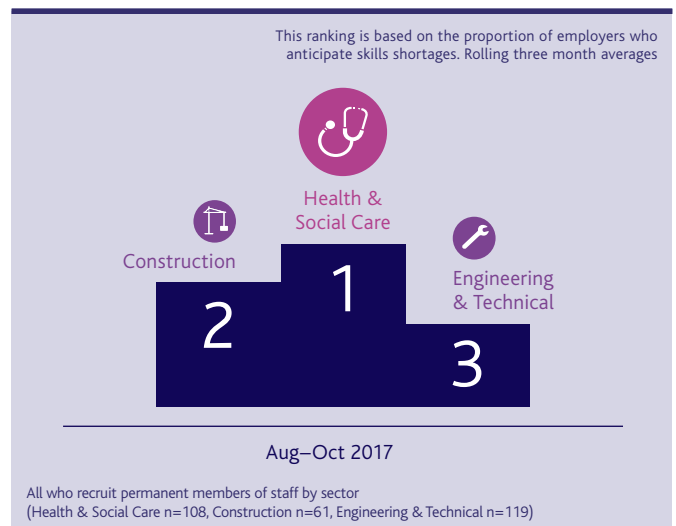 This ranking is based on the proportion of employers who
anticipate skills shortages. Rolling three month averages
Health &
Social Care
Construction
Engineering
& Technical
1
2
3
Aug–Oct 2017
All who recruit permanent members of staff by sector
(Health & Social Care n=108, Construction n=61, Engineering & Technical n=119)